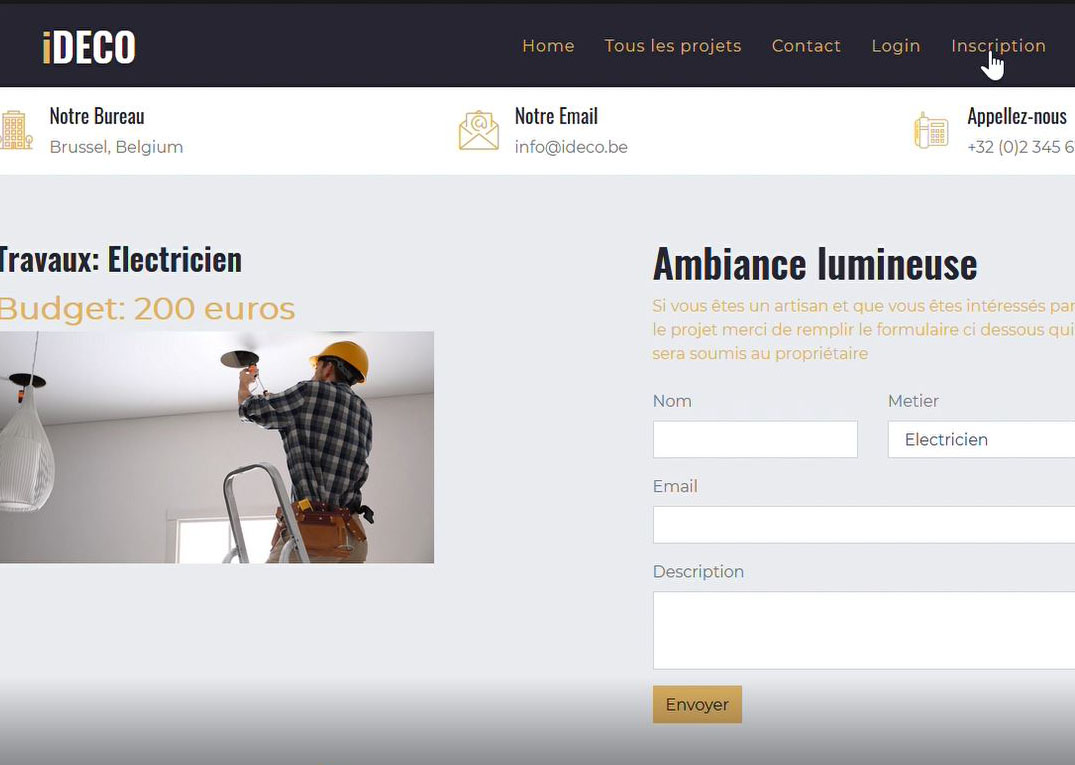 iDECO
Home Tous les projets Contact Login Inscription
Notre Bureau
Brussel, Belgium
Notre Email
info@ideco.be
Appellez-nous
+32 (0)2 345 6
Travaux: Electricien
Budget: 200 euros
Ambiance lumineuse
Si vous êtes un artisan et que vous êtes intéressés par
le projet merci de remplir le formulaire ci dessous qui
sera soumis au propriétaire
Nom Metier
Electricien
Email
Description
Envoyer